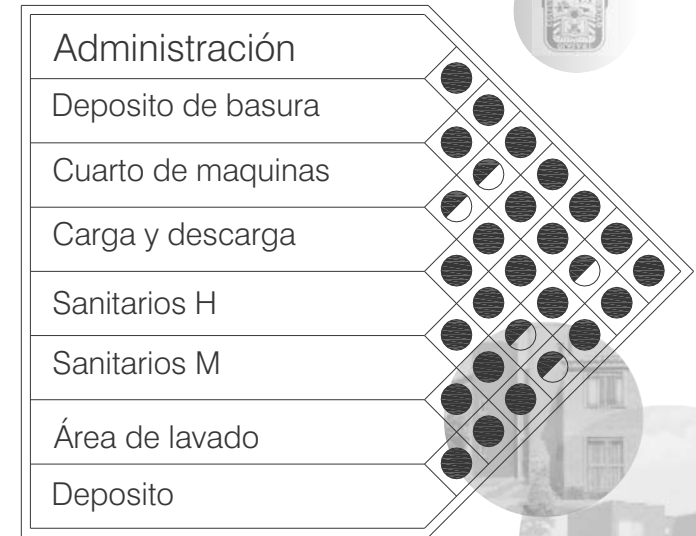 Administración
Deposito de basura
Cuarto de maquinas
Carga y descarga
Sanitarios H
Sanitarios M
Área de lavado
Deposito